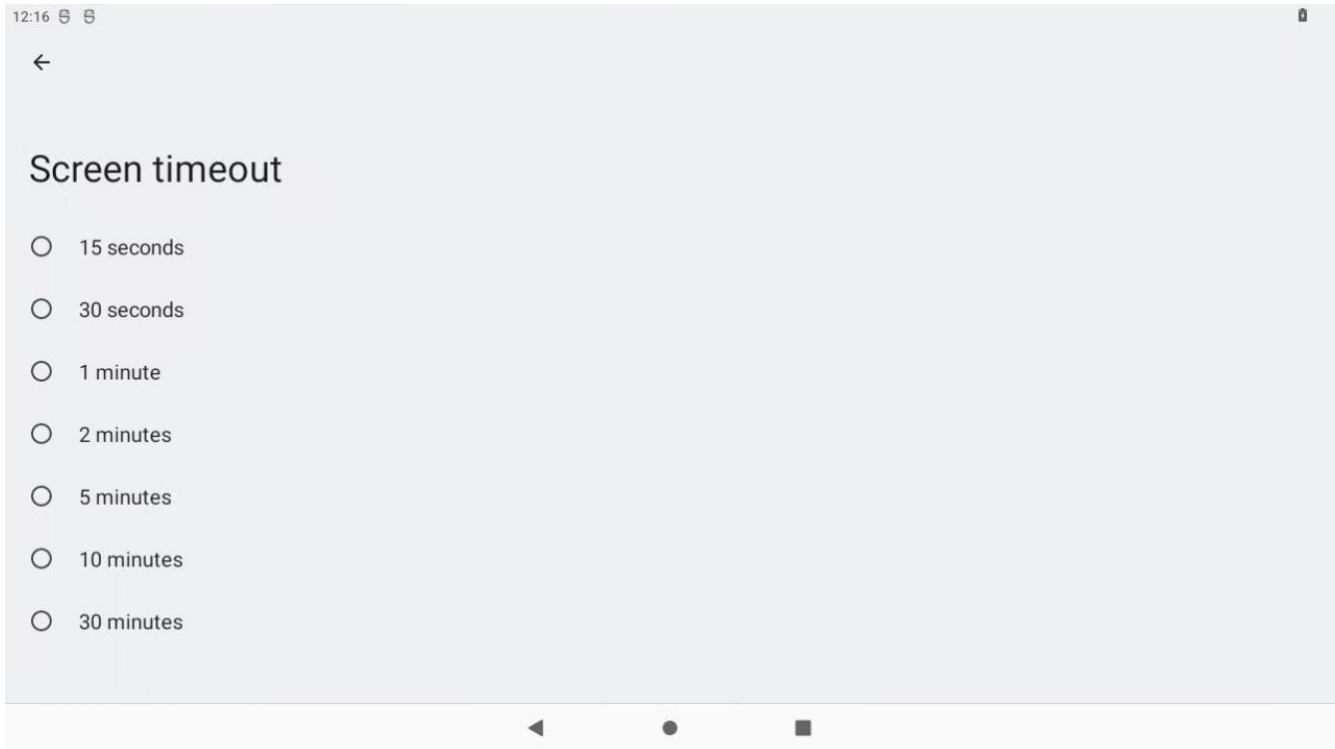 12:16
Screen timeout
15 seconds
30 seconds
1 minute
2 minutes
5 minutes
10 minutes
30 minutes